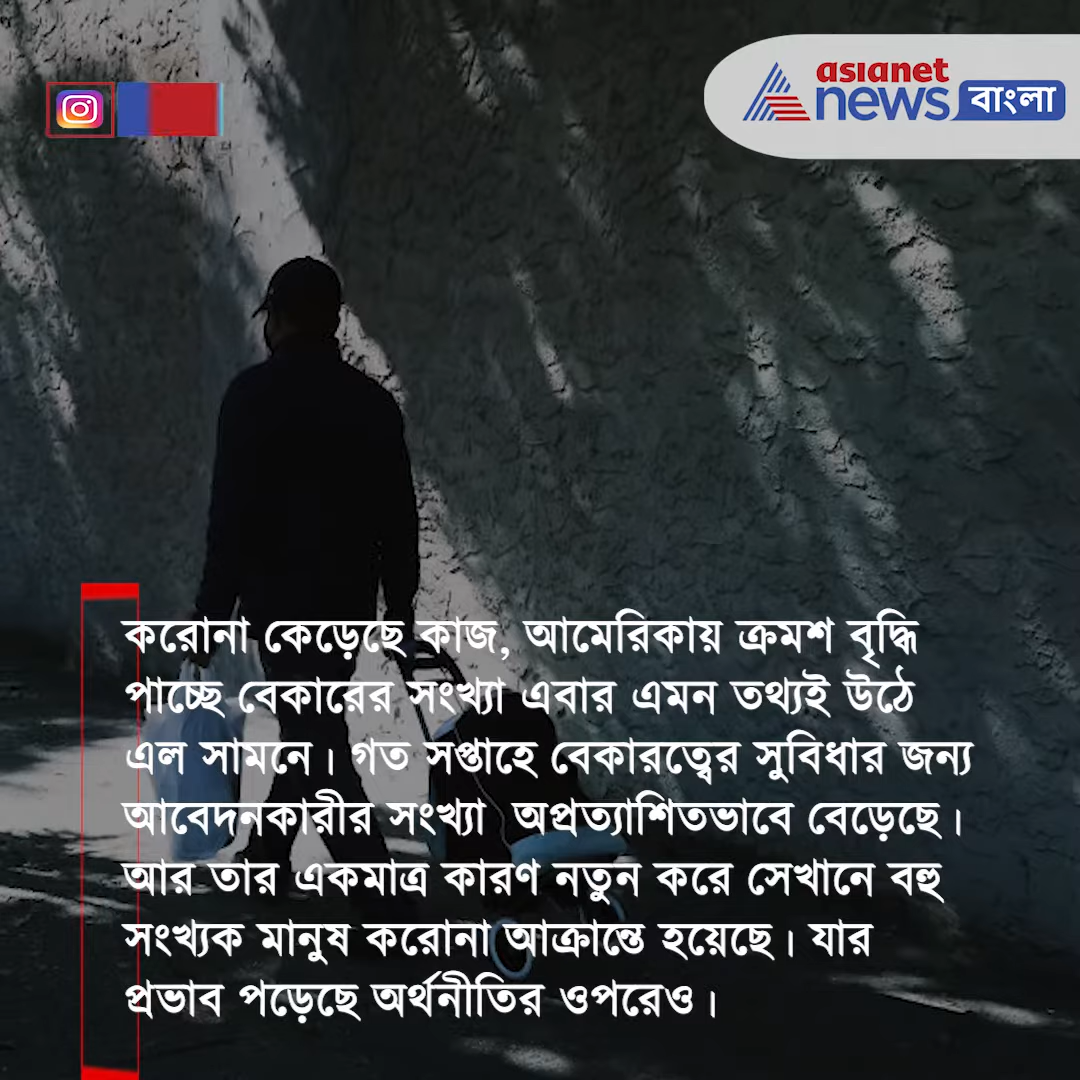 asianet
news বাংলা
করোনা কেড়েছে কাজ, আমেরিকায় ক্রমশ বৃদ্ধি
পাচ্ছে বেকারের সংখ্যা এবার এমন তথ্যই উঠে
এল সামনে। গত সপ্তাহে বেকারত্বের সুবিধার জন্য
আবেদনকারীর সংখ্যা অপ্রত্যাশিতভাবে বেড়েছে।
আর তার একমাত্র কারণ নতুন করে সেখানে বহু
সংখ্যক মানুষ করোনা আক্রান্তে হয়েছে। যার
প্রভাব পড়েছে অর্থনীতির ওপরেও।